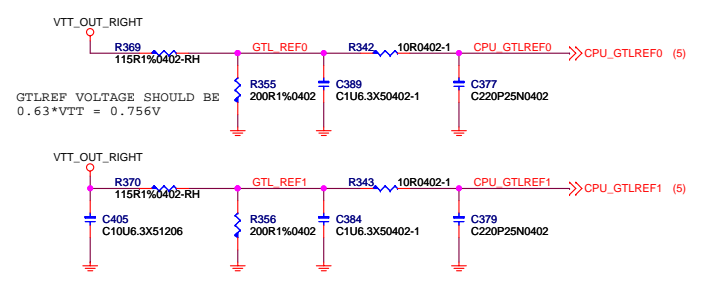 VTT_OUT_RIGHT
R369 GTL_REF0 R342 10R0402-1 CPU_GTLREF0 CPU_GTLREF0 (5)
115R1%0402-RH
R355 C389 C377
200R1%0402 C1U6.3X50402-1 C220P25N0402
GTLREF VOLTAGE SHOULD BE
0.63*VTT = 0.756V
VTT_OUT_RIGHT
R370 GTL_REF1 R343 10R0402-1 CPU_GTLREF1 CPU_GTLREF1 (5)
115R1%0402-RH
C405 R356 C384 C379
C10U6.3X51206 200R1%0402 C1U6.3X50402-1 C220P25N0402